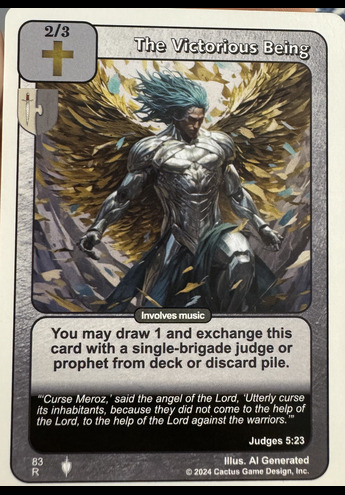 2/3
The Victorious Being
Involves music
You may draw 1 and exchange this
card with a single-brigade judge or
prophet from deck or discard pile.
"'Curse Meroz,' said the angel of the Lord, 'Utterly curse
its inhabitants, because they did not come to the help of
the Lord, to the help of the Lord against the warriors.'"
Judges 5:23
83
R
Illus. AI Generated
© 2024 Cactus Game Design, Inc.